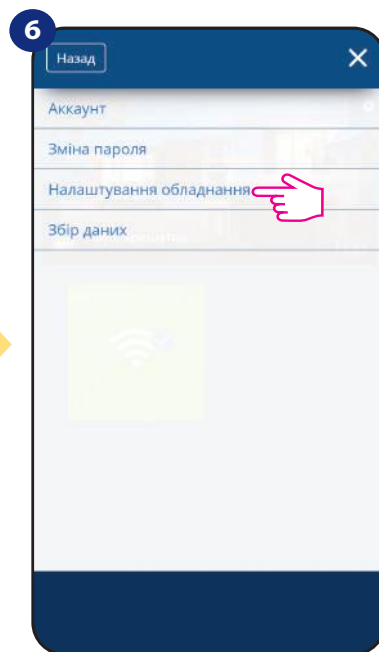 6
Назад
Аккаунт
Зміна пароля
Налаштування обладнання
Збір даних